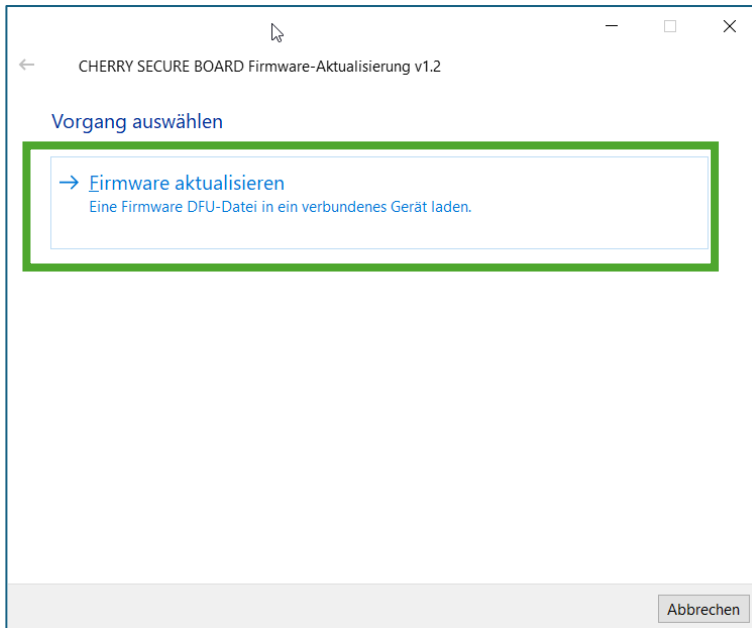 CHERRY SECURE BOARD Firmware-Aktualisierung v1.2
Vorgang auswählen
Firmware aktualisieren
Eine Firmware DFU-Datei in ein verbundenes Gerät laden.
Abbrechen